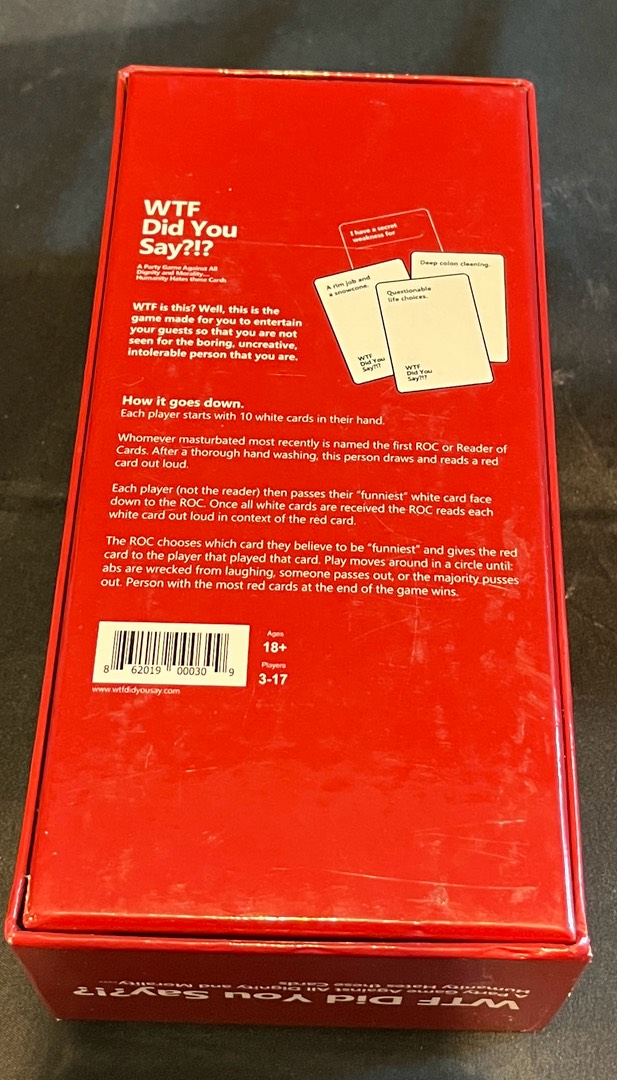 WTF
Did You
Say?!?
A Party Game Against All
Dignity and Morality...
Humanity Hates these Cards
WTF is this? Well, this is the
game made for you to entertain
your guests so that you are not
seen for the boring, uncreative,
intolerable person that you are.
I have a secret
weakness for
A rim job and
a snowcone.
WTF
Did You
Say?!?
Deep colon cleaning.
Questionable
life choices.
WTF
Did You
Say?!?
How it goes down.
Each player starts with 10 white cards in their hand.
Whomever masturbated most recently is named the first ROC or Reader of
Cards. After a thorough hand washing, this person draws and reads a red
card out loud.
Each player (not the reader) then passes their “funniest” white card face
down to the ROC. Once all white cards are received the ROC reads each
white card out loud in context of the red card.
The ROC chooses which card they believe to be “funniest” and gives the red
card to the player that played that card. Play moves around in a circle until:
abs are wrecked from laughing, someone passes out, or the majority pusses
out. Person with the most red cards at the end of the game wins.
8 62019 00030 9
www.wtfdidyousay.com
Ages
18+
Players
3-17
WTF Did You Say?!?
A Party Game Against All Dignity and Morality...
Humanity Hates these Cards